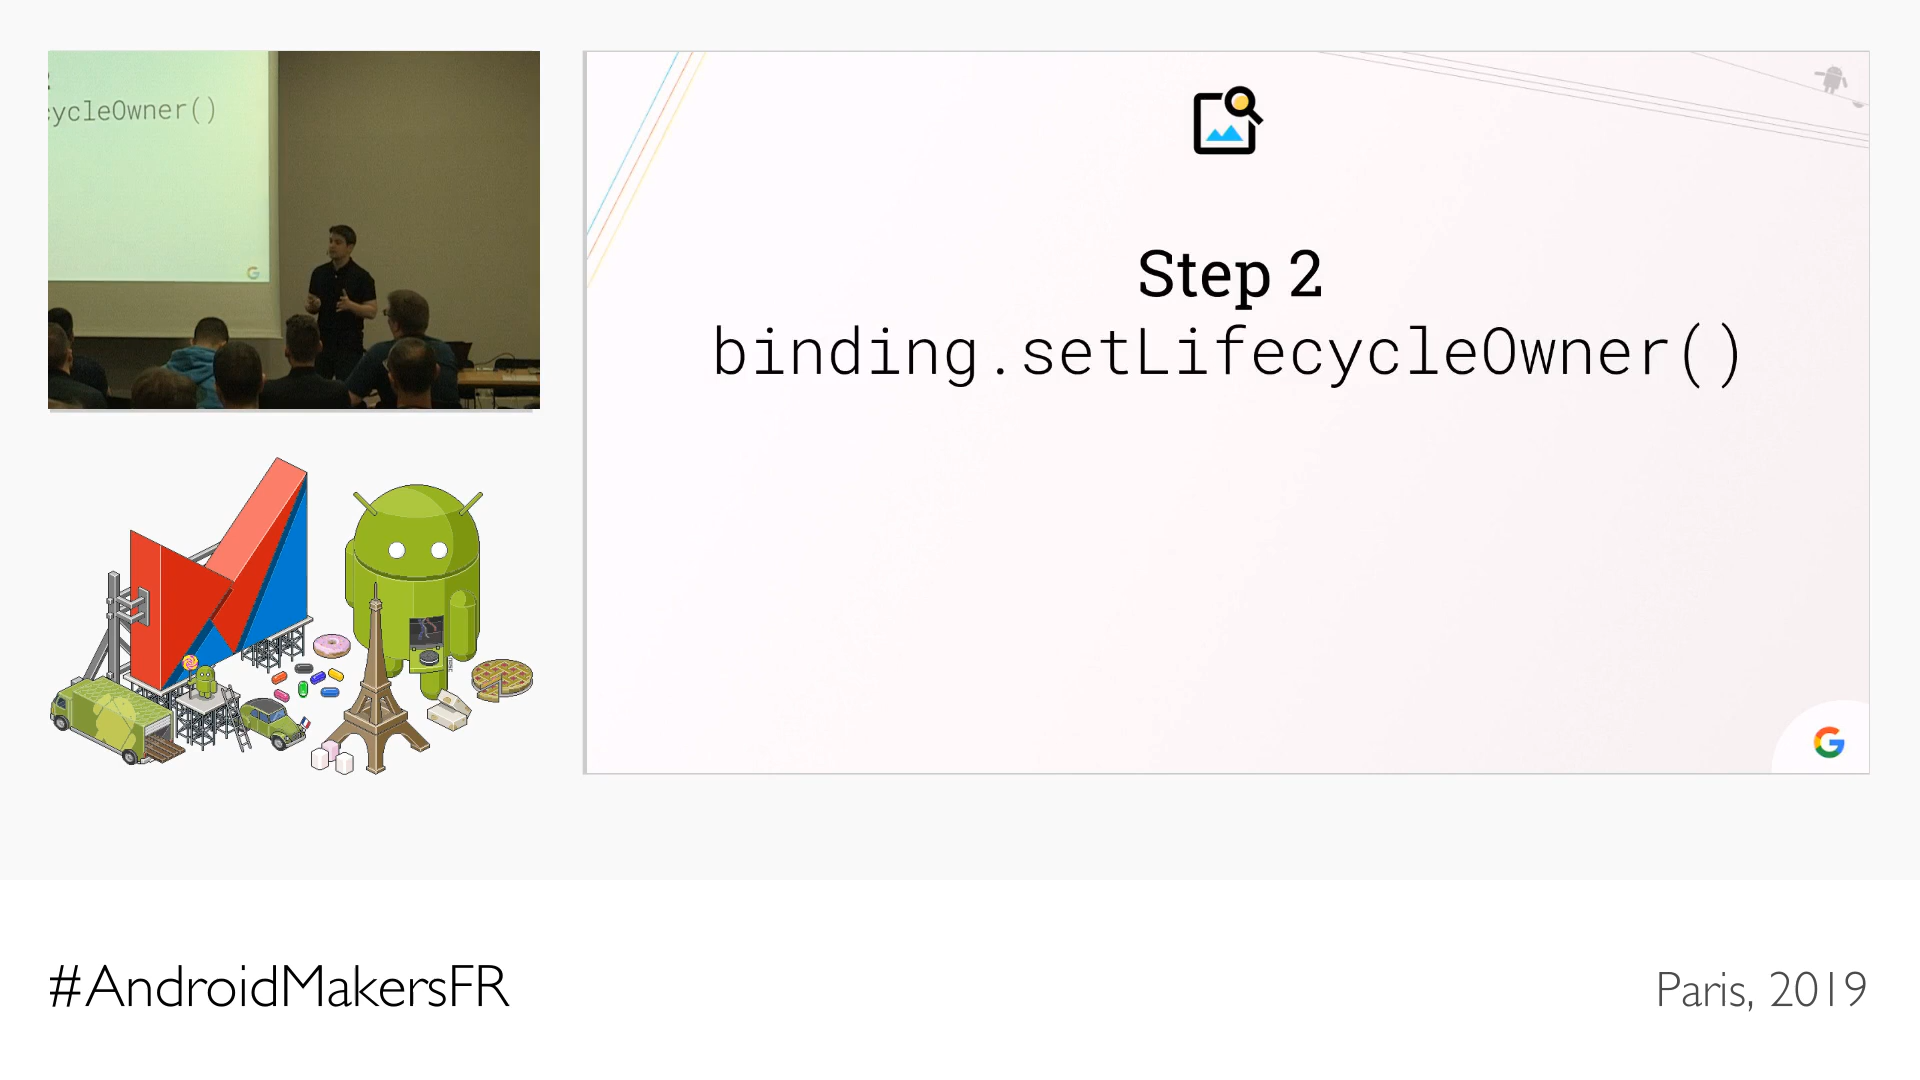 ycleOwner()
Step 2
binding.setLifecycleOwner()
#AndroidMakersFR
Paris, 2019